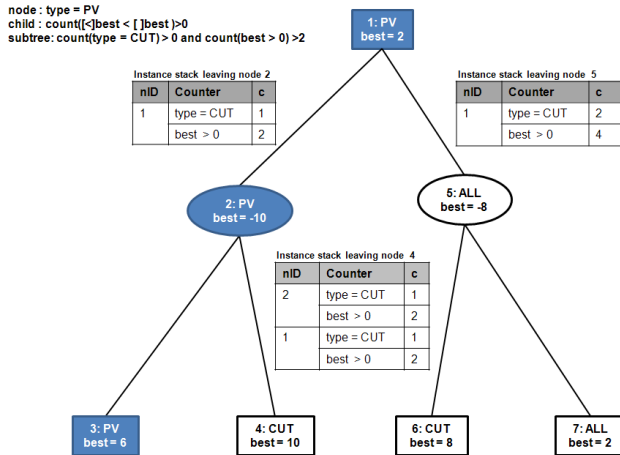 node : type = PV
child : count([<]best < [ ]best )>0
subtree: count(type = CUT) > 0 and count(best > 0) >2
1: PV
best = 2
Instance stack leaving node 2
nID Counter c
1 type = CUT 1
best > 0 2
Instance stack leaving node 5
nID Counter c
1 type = CUT 2
best > 0 4
2: PV
best = -10
5: ALL
best = -8
Instance stack leaving node 4
nID Counter c
2 type = CUT 1
best > 0 2
1 type = CUT 1
best > 0 2
3: PV
best = 6
4: CUT
best = 10
6: CUT
best = 8
7: ALL
best = 2